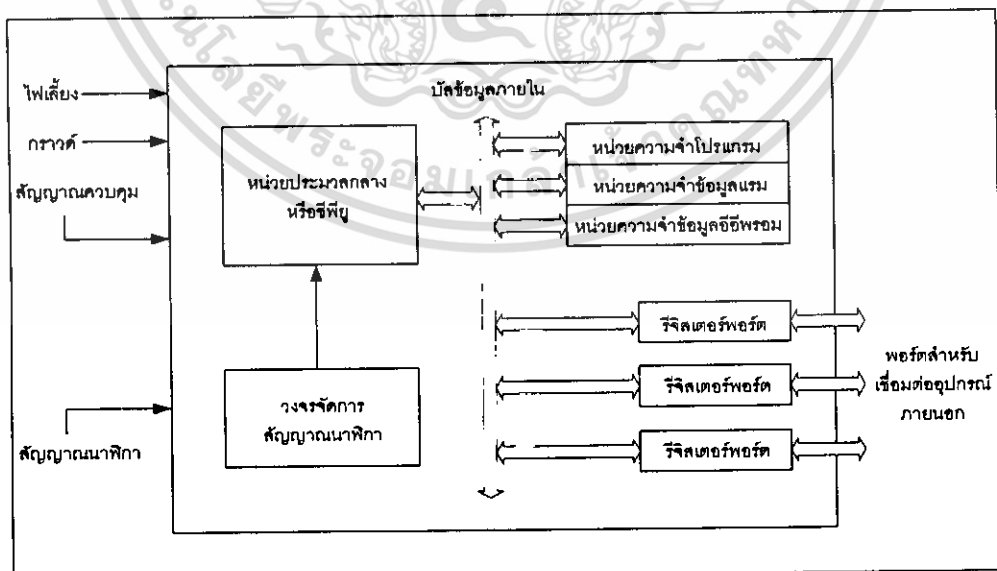 ไฟเลี้ยง
กราวด์
สัญญาณควบคุม
สัญญาณนาฬิกา
บัสข้อมูลภายใน
หน่วยประมวลกลาง
หรือซีพียู
วงจรจัดการ
สัญญาณนาฬิกา
หน่วยความจำโปรแกรม
หน่วยความจำข้อมูลแรม
หน่วยความจำข้อมูลอีอีพรอม
รีจิสเตอร์พอร์ต
รีจิสเตอร์พอร์ต
รีจิสเตอร์พอร์ต
พอร์ตสำหรับ
เชื่อมต่ออุปกรณ์
ภายนอก